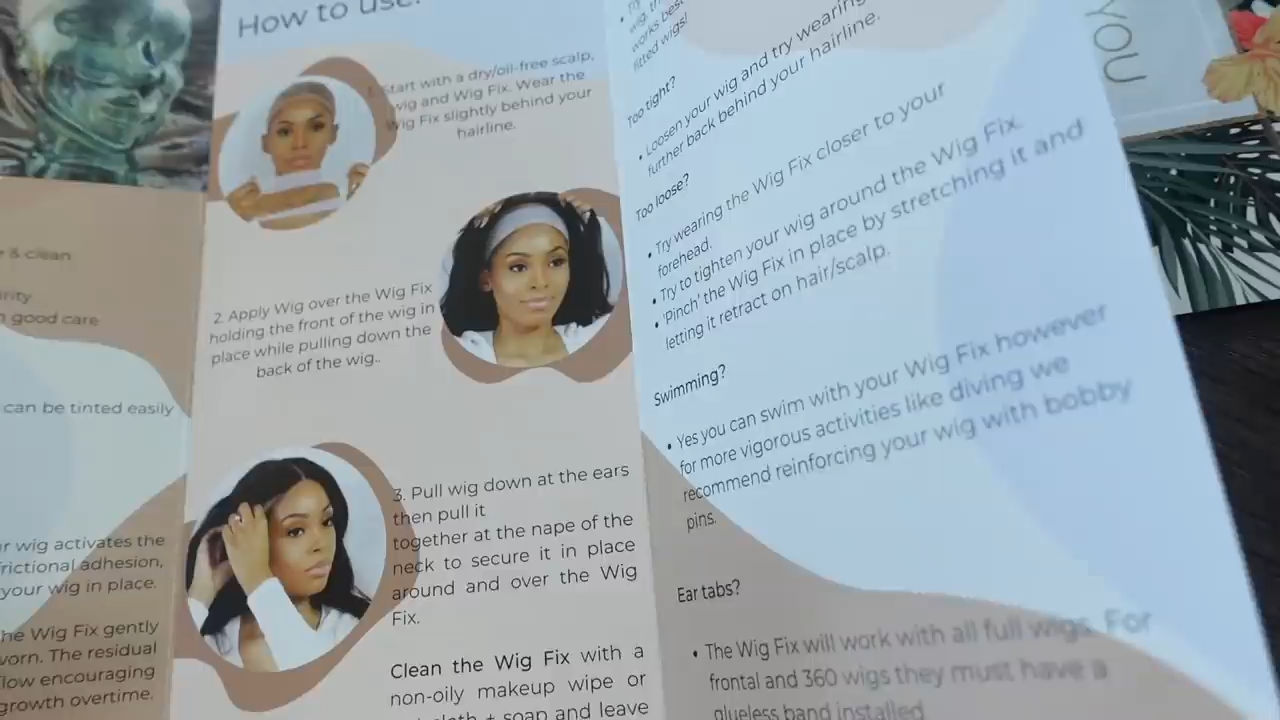 & clean
good care
can be tinted easily
wig activates the
frictional adhesion,
your wig in place.
he Wig Fix gently
worn. The residual
flow encouraging
growth overtime.
How to use
1. Start with a dry/oil-free scalp,
wig and Wig Fix. Wear the
Wig Fix slightly behind your
hairline.
2. Apply Wig over the Wig Fix
holding the front of the wig in
place while pulling down the
back of the wig..
3. Pull wig down at the ears
then pull it
together at the nape of the
neck to secure it in place
around and over the Wig
Fix.
Clean the Wig Fix with a
non-oily makeup wipe or
cloth + soap and leave
works best
fitted wigs!
Too tight?
• Loosen your wig and try wearing
further back behind your hairline.
Too loose?
• Try wearing the Wig Fix closer to your
forehead.
• Try to tighten your wig around the Wig Fix.
• 'Pinch' the Wig Fix in place by stretching it and
letting it retract on hair/scalp.
Swimming?
• Yes you can swim with your Wig Fix however
for more vigorous activities like diving we
recommend reinforcing your wig with bobby
pins.
Ear tabs?
• The Wig Fix will work with all full wigs. For
frontal and 360 wigs they must have a
glueless band installed
YOU